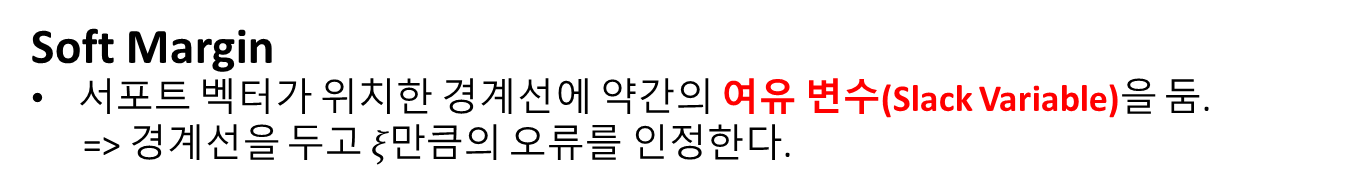 Soft Margin
• 서포트 벡터가 위치한 경계선에 약간의 여유 변수(Slack Variable)을 둠.
=> 경계선을 두고 ξ만큼의 오류를 인정한다.